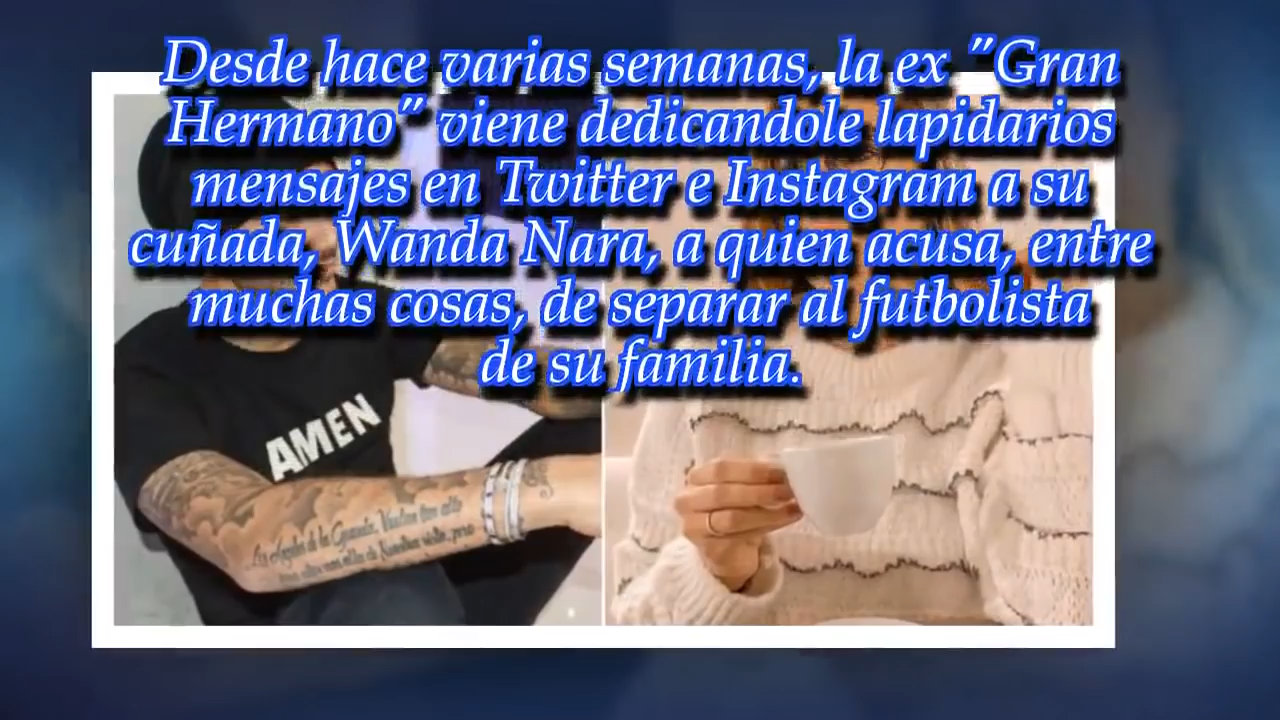 Desde hace varias semanas, la ex "Gran
Hermano" viene dedicandole lapidarios
mensajes en Twitter e Instagram a su
cuñada, Wanda Nara, a quien acusa, entre
muchas cosas, de separar al futbolista
de su familia.
AMEN